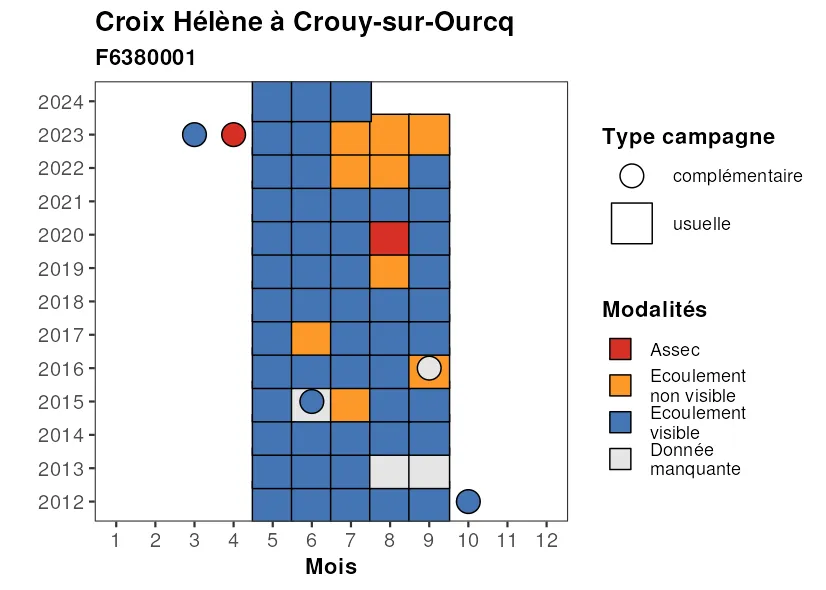 Croix Hélène à Crouy-sur-Ourcq
F6380001
2024
2023
2022
2021
2020
2019
2018
2017
2016
2015
2014
2013
2012
1 2 3 4 5 6 7 8 9 10 11 12
Mois
Type campagne
complémentaire
usuelle
Modalités
Assec
Ecoulement
non visible
Ecoulement
visible
Donnée
manquante